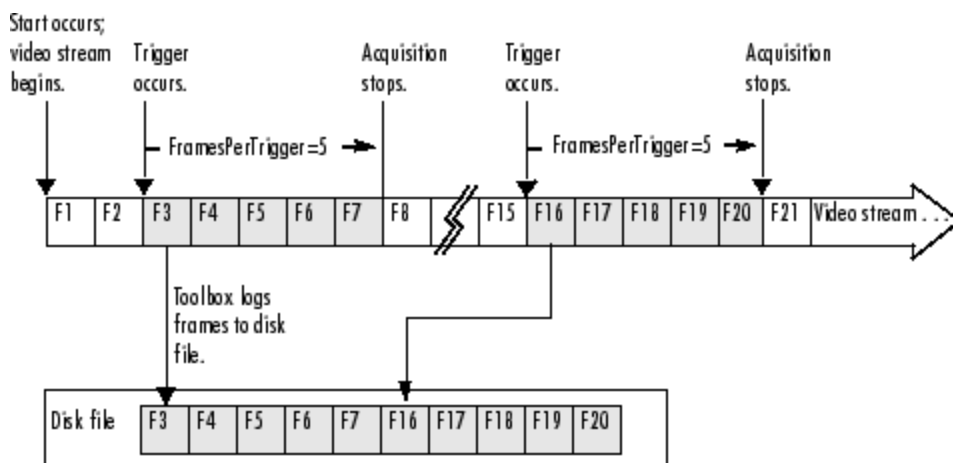 Start occurs;
video stream
begins.
Trigger
occurs.
Acquisition
stops.
Trigger
occurs.
Acquisition
stops.
FramesPerTrigger=5
FramesPerTrigger=5
F1 F2 F3 F4 F5 F6 F7 F8 F15 F16 F17 F18 F19 F20 F21 Video stream . . .
Toolbox logs
frames to disk
file.
Disk file F3 F4 F5 F6 F7 F16 F17 F18 F19 F20